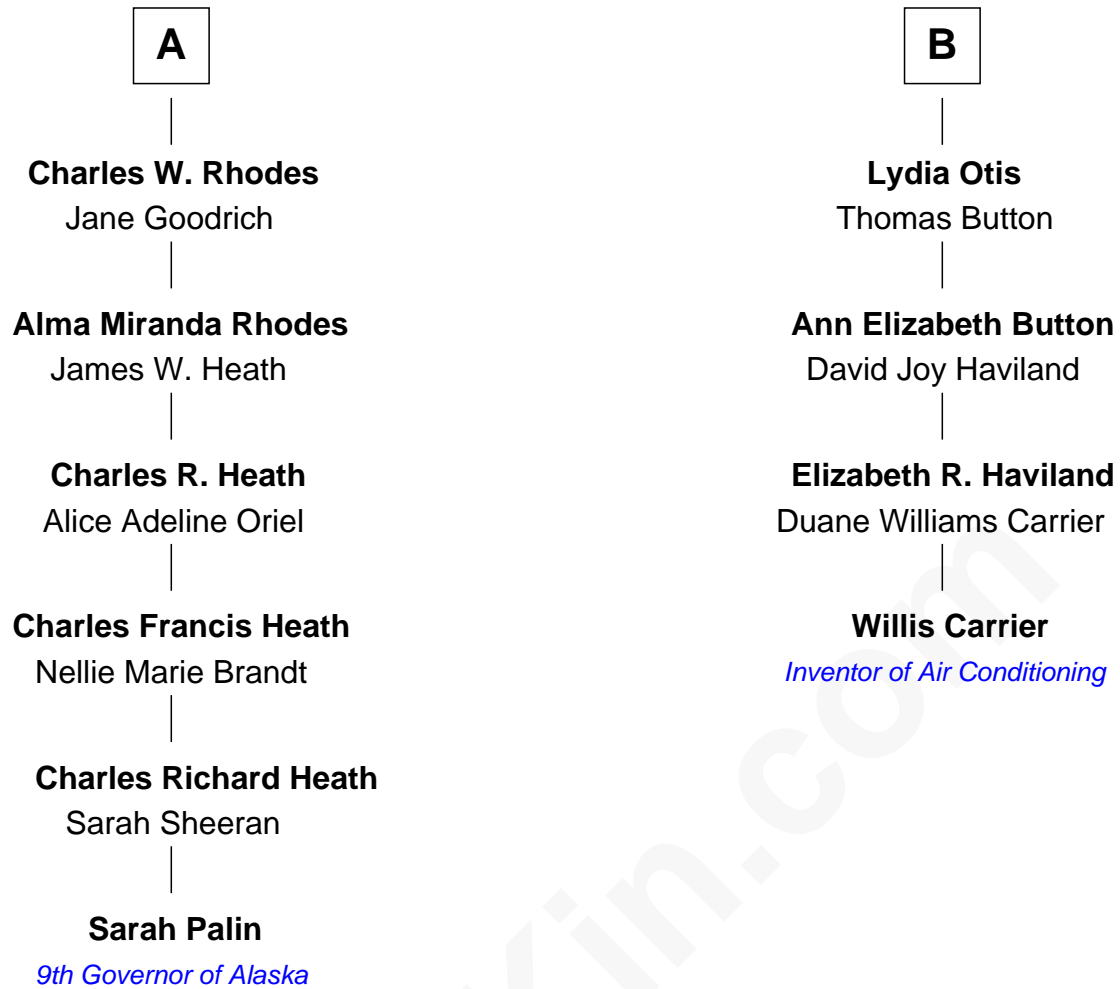 A
Charles W. Rhodes
Jane Goodrich
Alma Miranda Rhodes
James W. Heath
Charles R. Heath
Alice Adeline Oriel
Charles Francis Heath
Nellie Marie Brandt
Charles Richard Heath
Sarah Sheeran
Sarah Palin
9th Governor of Alaska
B
Lydia Otis
Thomas Button
Ann Elizabeth Button
David Joy Haviland
Elizabeth R. Haviland
Duane Williams Carrier
Willis Carrier
Inventor of Air Conditioning
Kin.com